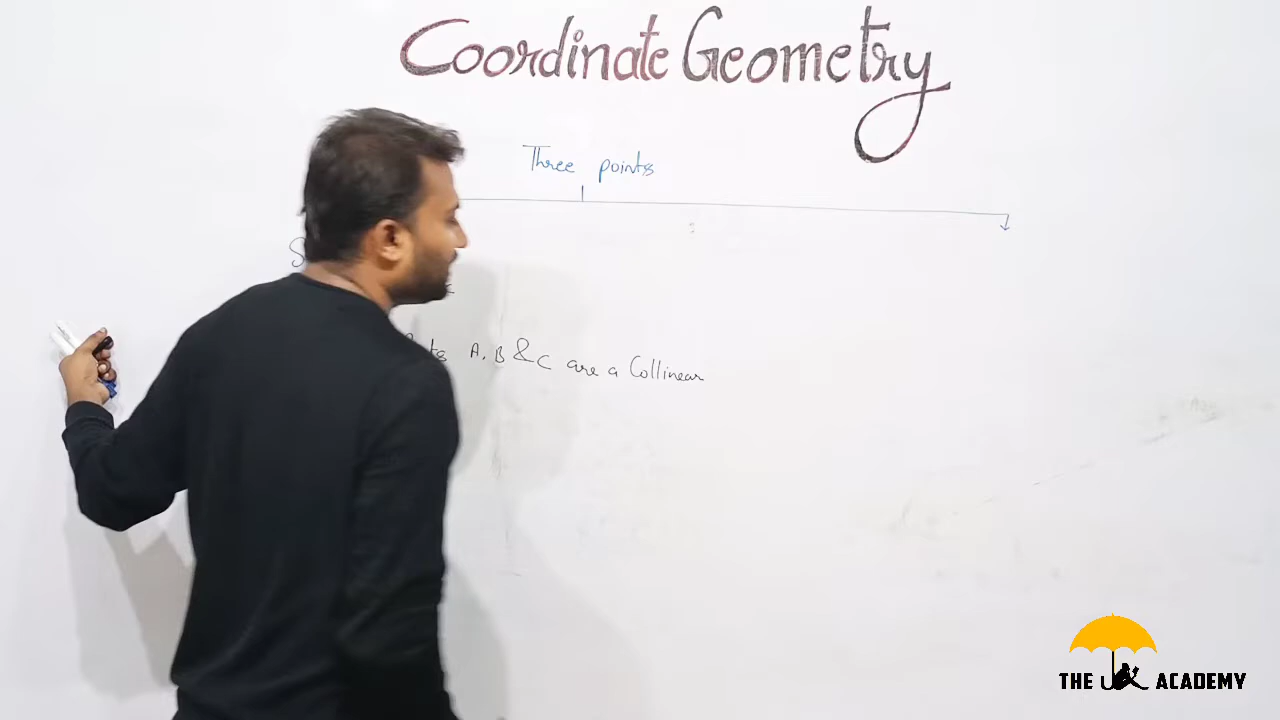 Coordinate Geometry
Three points
A, B & C are a Collinear
THE ACADEMY